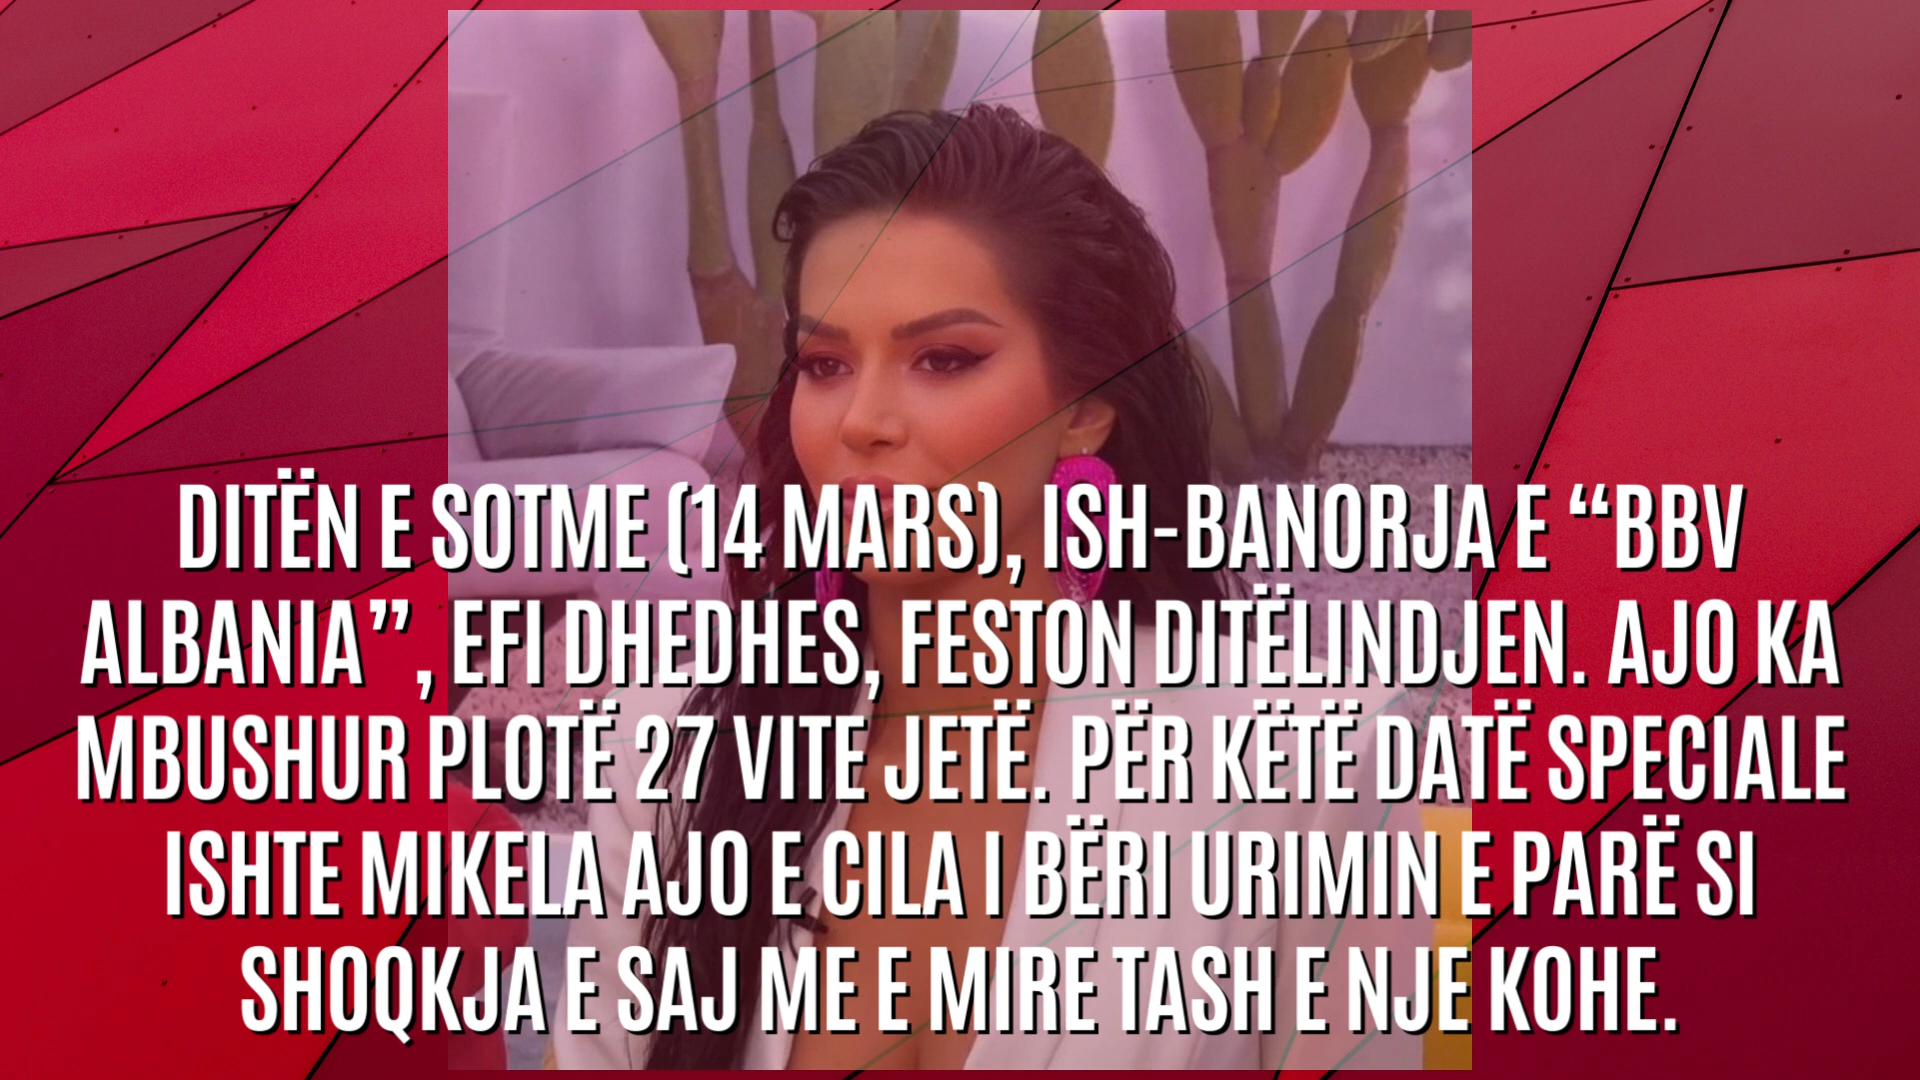 DITËN E SOTME (14 MARS), ISH-BANORJA E “BBV
ALBANIA”, EFI DHEDHES, FESTON DITËLINDJEN. AJO KA
MBUSHUR PLOTË 27 VITE JETË. PËR KËTË DATË SPECIALE
ISHTE MIKELA AJO E CILA I BËRI URIMIN E PARË SI
SHOQKJA E SAJ ME E MIRE TASH E NJE KOHE.